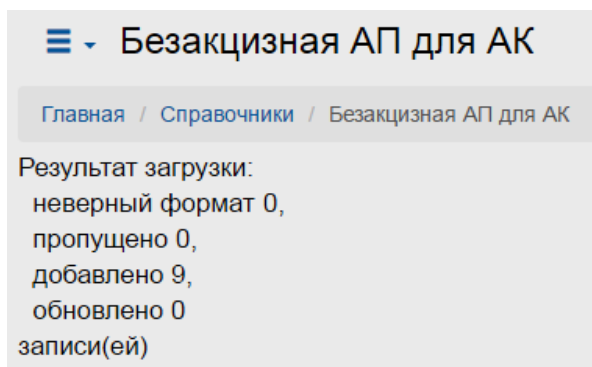 Безакцизная АП для АК
Главная / Справочники / Безакцизная АП для АК
Результат загрузки:
неверный формат 0,
пропущено 0,
добавлено 9,
обновлено 0
записи(ей)